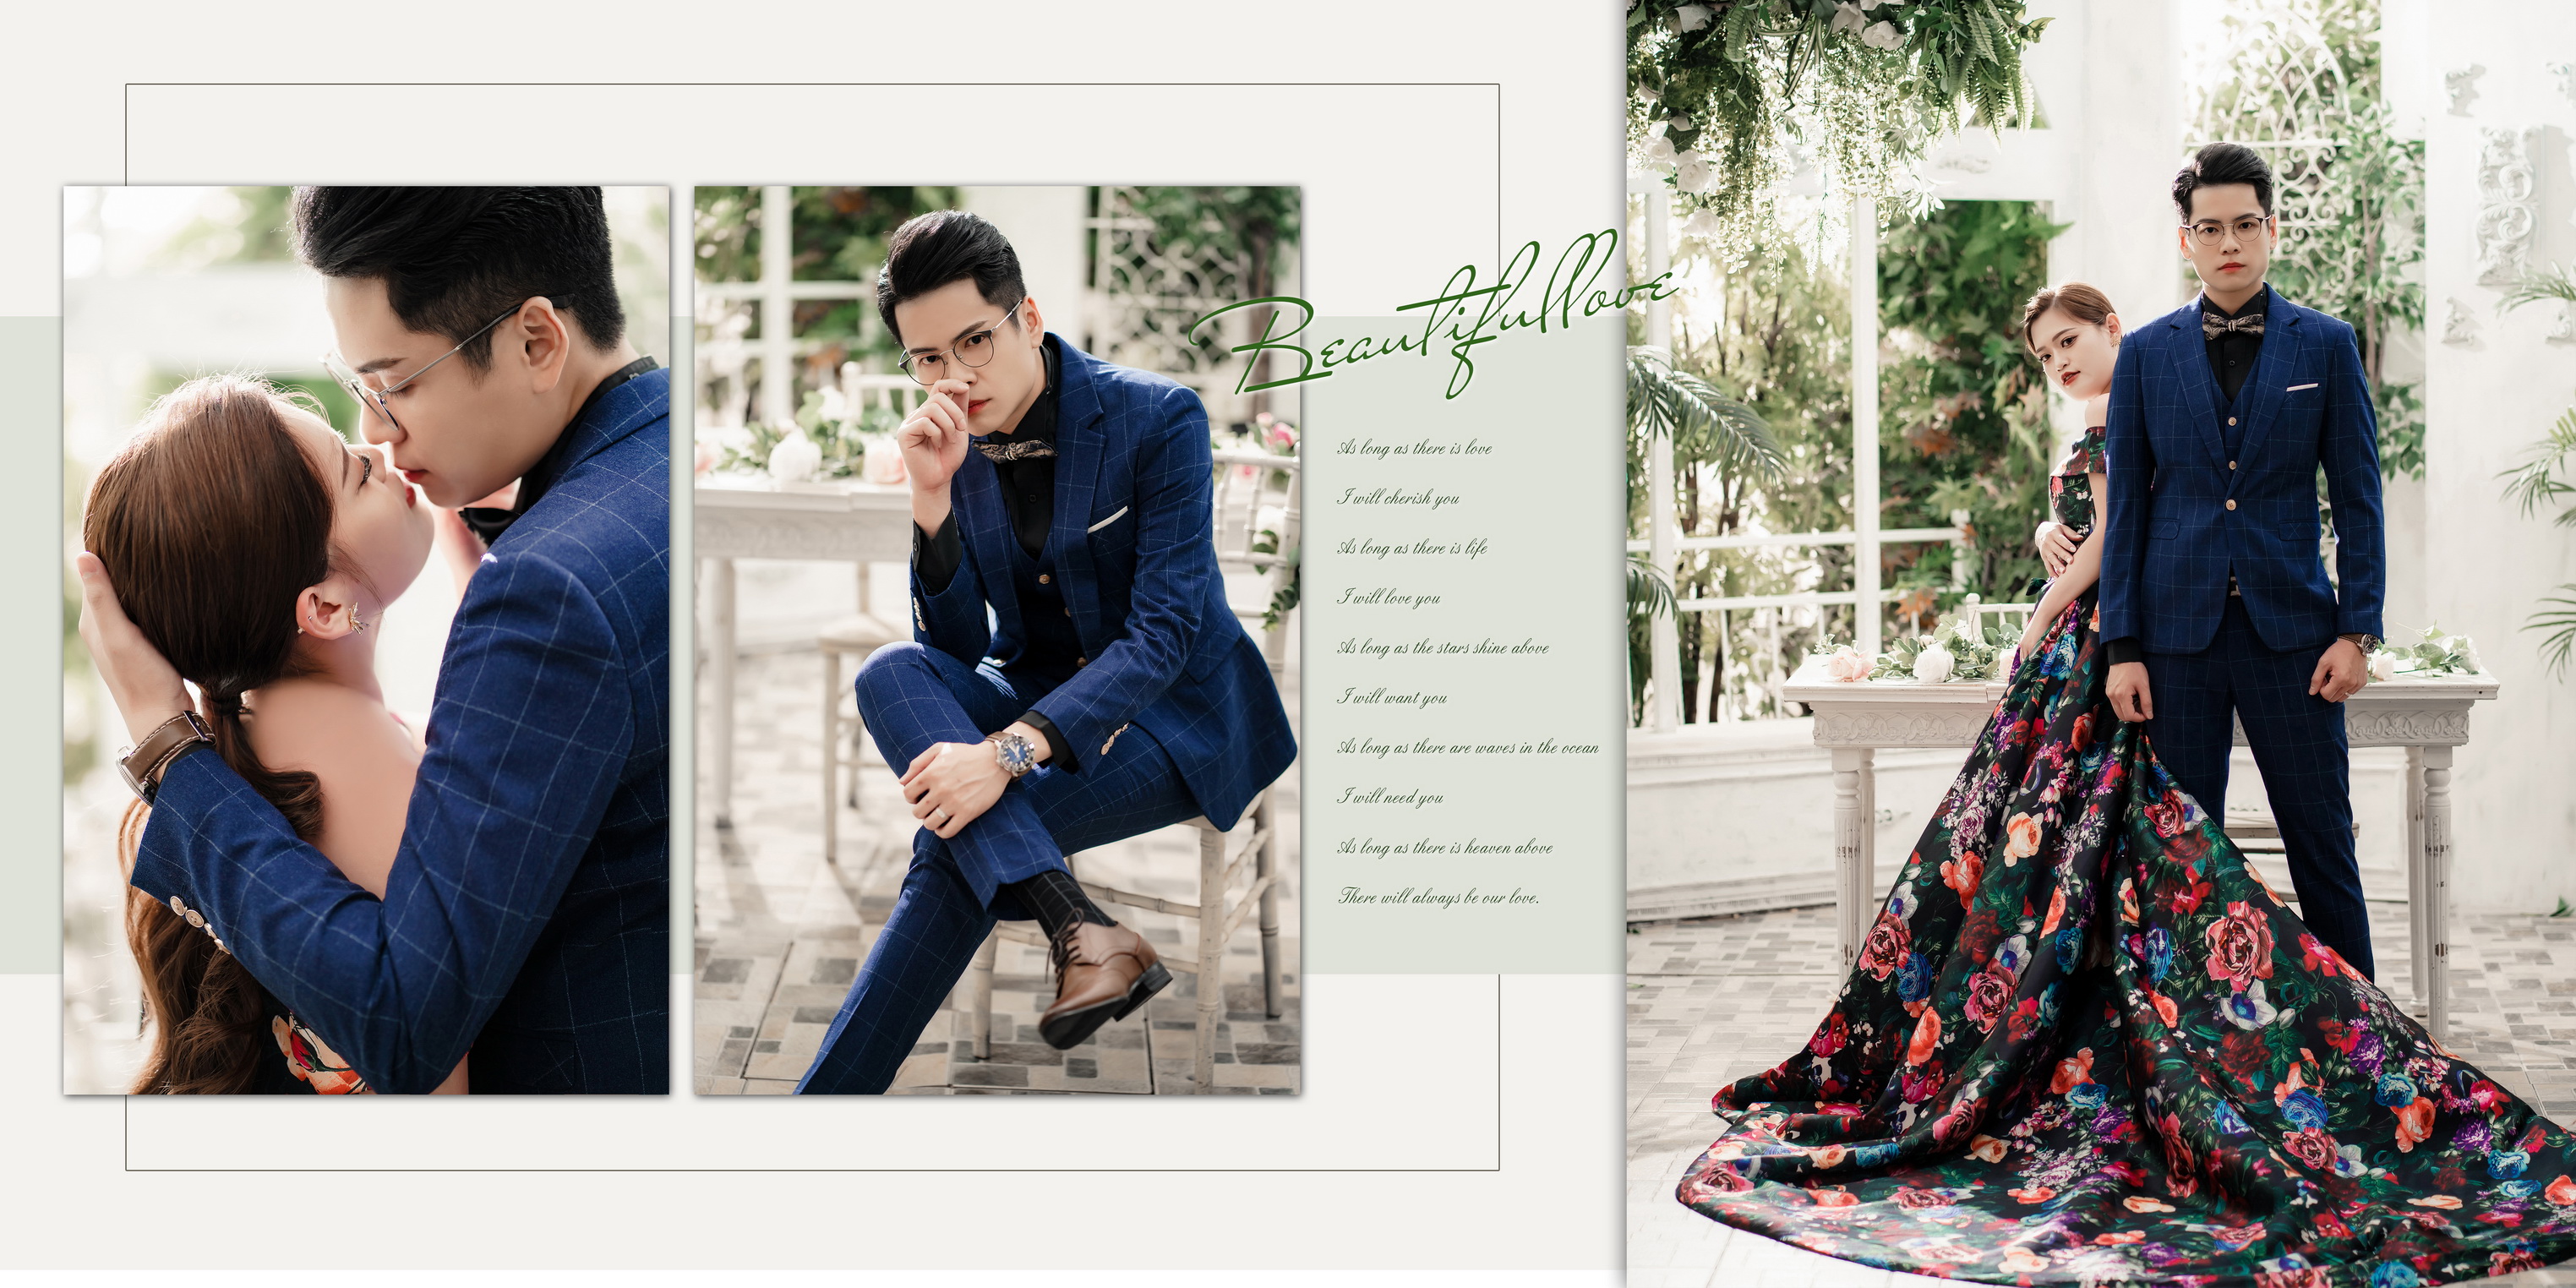 Beautifullove
As long as there is love
I will cherish you
As long as there is life
I will love you
As long as the stars shine above
I will want you
As long as there are waves in the ocean
I will need you
As long as there is heaven above
There will always be our love.